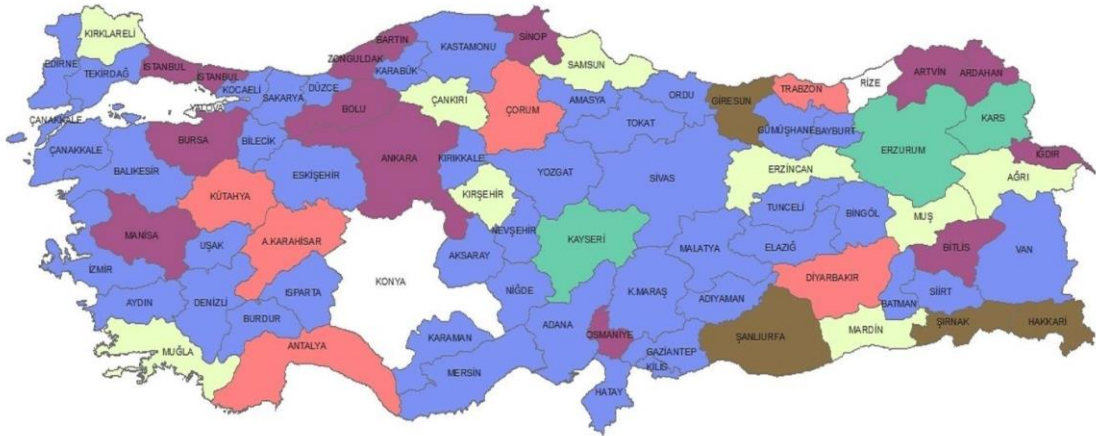 KIRKLARELİ
EDİRNE
TEKİRDAĞ
İSTANBUL
İSTANBUL
KOCAELİ
YALOVA
SAKARYA
DÜZCE
ZONGULDAK
BARTIN
KARABÜK
KASTAMONU
SİNOP
SAMSUN
ÇANKIRI
ÇORUM
AMASYA
ORDU
GİRESUN
TRABZON
RİZE
ARTVİN
ARDAHAN
ÇANAKKALE
ÇANAKKALE
BURSA
BİLECİK
BOLU
TOKAT
GÜMÜŞHANE
BAYBURT
ERZURUM
KARS
IĞDIR
BALIKESİR
ESKİŞEHİR
ANKARA
KIRIKKALE
YOZGAT
SİVAS
ERZİNCAN
AĞRI
KÜTAHYA
KIRŞEHİR
TUNCELİ
BİNGÖL
MUŞ
MANİSA
UŞAK
A.KARAHİSAR
NEVŞEHİR
KAYSERİ
MALATYA
ELAZIĞ
BİTLİS
VAN
İZMİR
KONYA
AKSARAY
DİYARBAKIR
AYDIN
DENİZLİ
ISPARTA
NİĞDE
K.MARAŞ
ADIYAMAN
BATMAN
SİİRT
BURDUR
ŞANLIURFA
MARDİN
ŞIRNAK
HAKKARİ
MUĞLA
ANTALYA
KARAMAN
ADANA
OSMANİYE
GAZİANTEP
KİLİS
MERSİN
HATAY